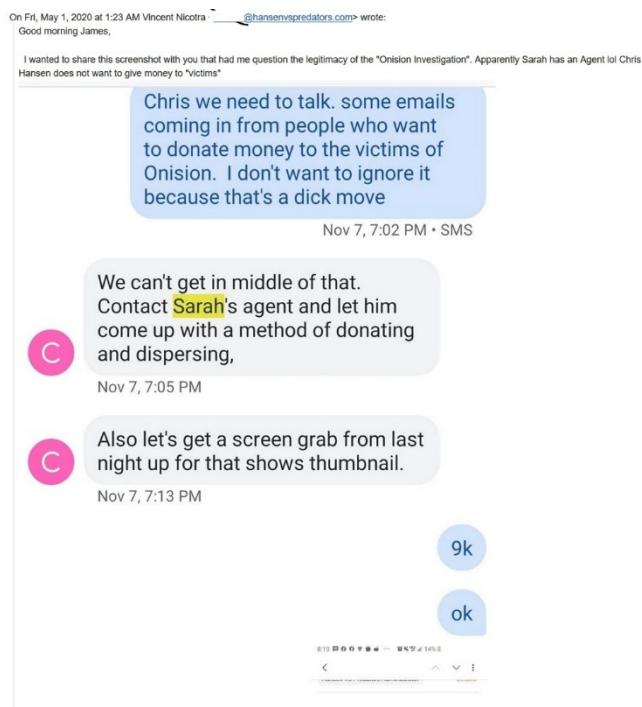 On Fri, May 1, 2020 at 1:23 AM Vincent Nicotra @hansenvspredators.com> wrote:
Good morning James,
I wanted to share this screenshot with you that had me question the legitimacy of the "Onision Investigation". Apparently Sarah has an Agent lol Chris
Hansen does not want to give money to "victims"
Chris we need to talk. some emails
coming in from people who want
to donate money to the victims of
Onision. I don't want to ignore it
because that's a dick move
Nov 7, 7:02 PM • SMS
We can't get in middle of that.
Contact Sarah's agent and let him
come up with a method of donating
and dispersing,
C
Nov 7, 7:05 PM
Also let's get a screen grab from last
night up for that shows thumbnail.
C
Nov 7, 7:13 PM
9k
ok
8:19